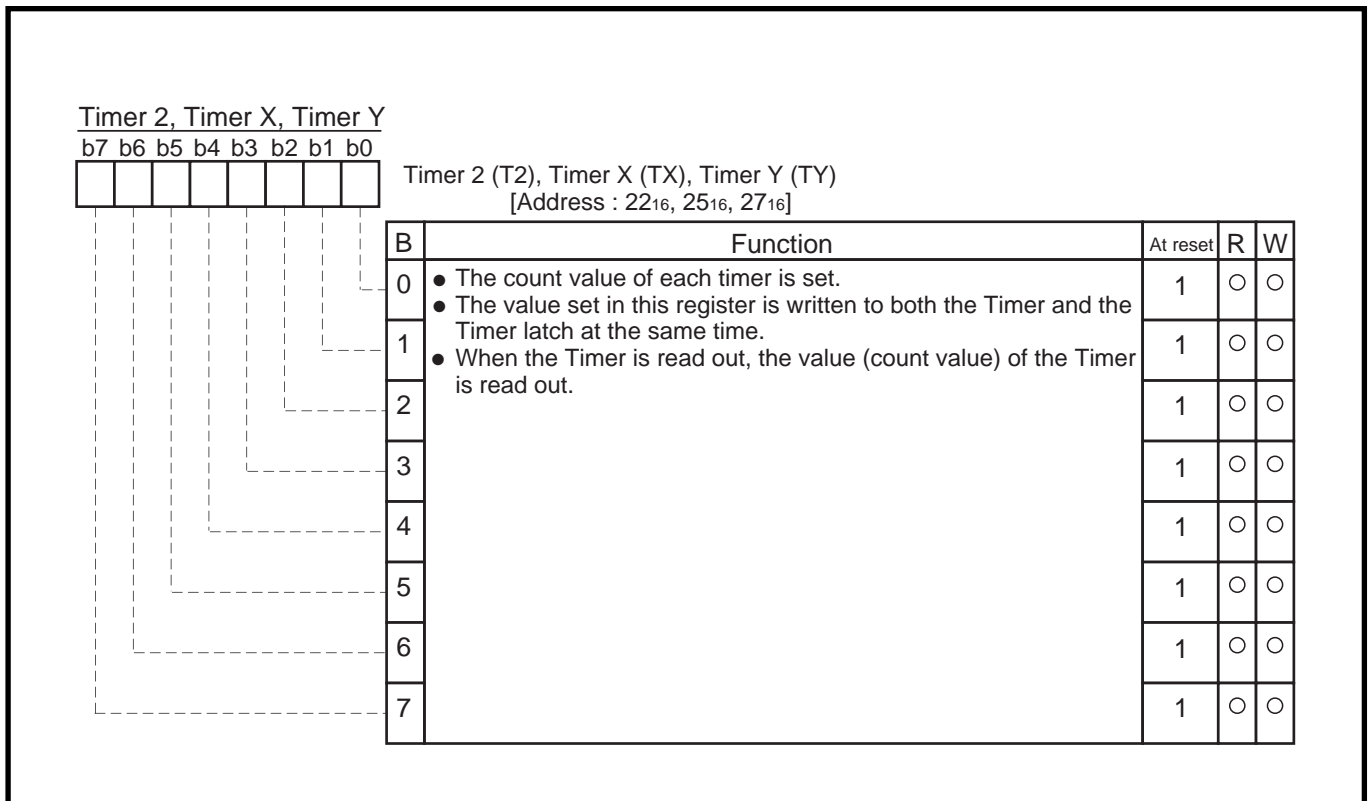 Timer 2, Timer X, Timer Y
b7 b6 b5 b4 b3 b2 b1 b0
Timer 2 (T2), Timer X (TX), Timer Y (TY)
[Address : 22₁₆, 25₁₆, 27₁₆]
B Function At reset R W
0 ● The count value of each timer is set. 1 ○ ○
● The value set in this register is written to both the Timer and the
Timer latch at the same time.
1 1 ○ ○
● When the Timer is read out, the value (count value) of the Timer
is read out.
2 1 ○ ○
3 1 ○ ○
4 1 ○ ○
5 1 ○ ○
6 1 ○ ○
7 1 ○ ○